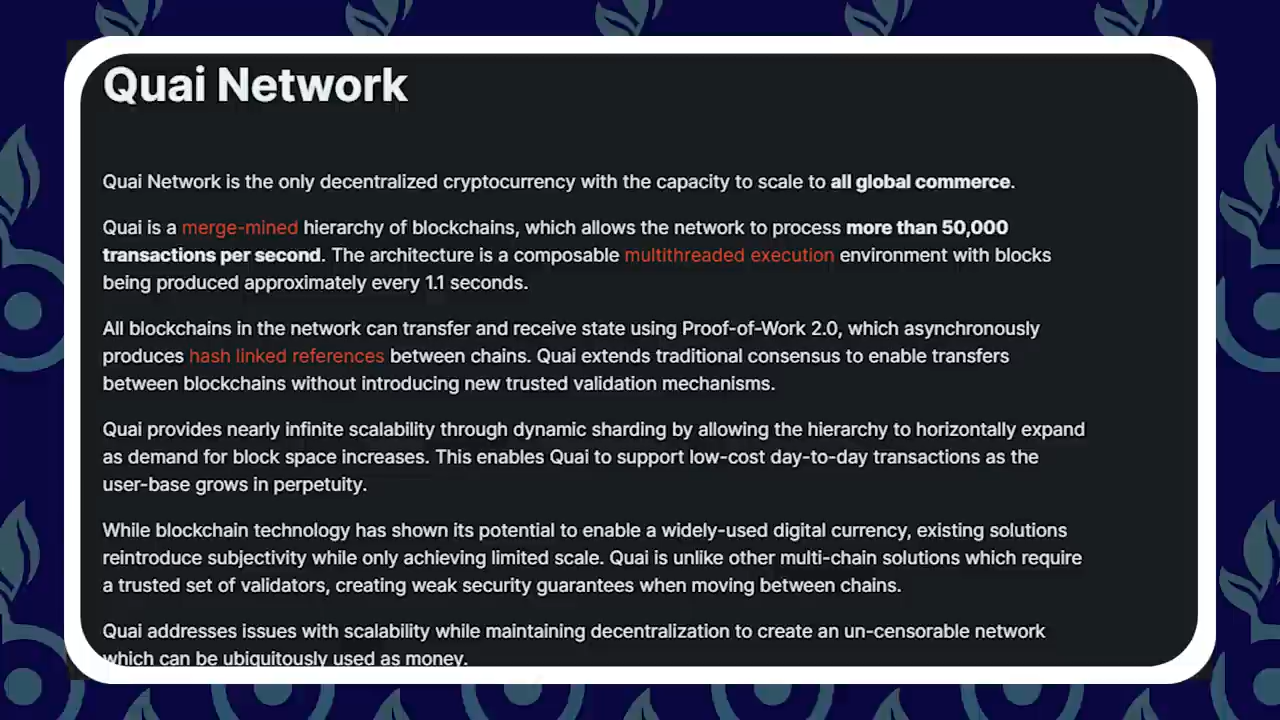 Quai Network
Quai Network is the only decentralized cryptocurrency with the capacity to scale to all global commerce.
Quai is a merge-mined hierarchy of blockchains, which allows the network to process more than 50,000
transactions per second. The architecture is a composable multithreaded execution environment with blocks
being produced approximately every 1.1 seconds.
All blockchains in the network can transfer and receive state using Proof-of-Work 2.0, which asynchronously
produces hash linked references between chains. Quai extends traditional consensus to enable transfers
between blockchains without introducing new trusted validation mechanisms.
Quai provides nearly infinite scalability through dynamic sharding by allowing the hierarchy to horizontally expand
as demand for block space increases. This enables Quai to support low-cost day-to-day transactions as the
user-base grows in perpetuity.
While blockchain technology has shown its potential to enable a widely-used digital currency, existing solutions
reintroduce subjectivity while only achieving limited scale. Quai is unlike other multi-chain solutions which require
a trusted set of validators, creating weak security guarantees when moving between chains.
Quai addresses issues with scalability while maintaining decentralization to create an un-censorable network
which can be ubiquitously used as money.